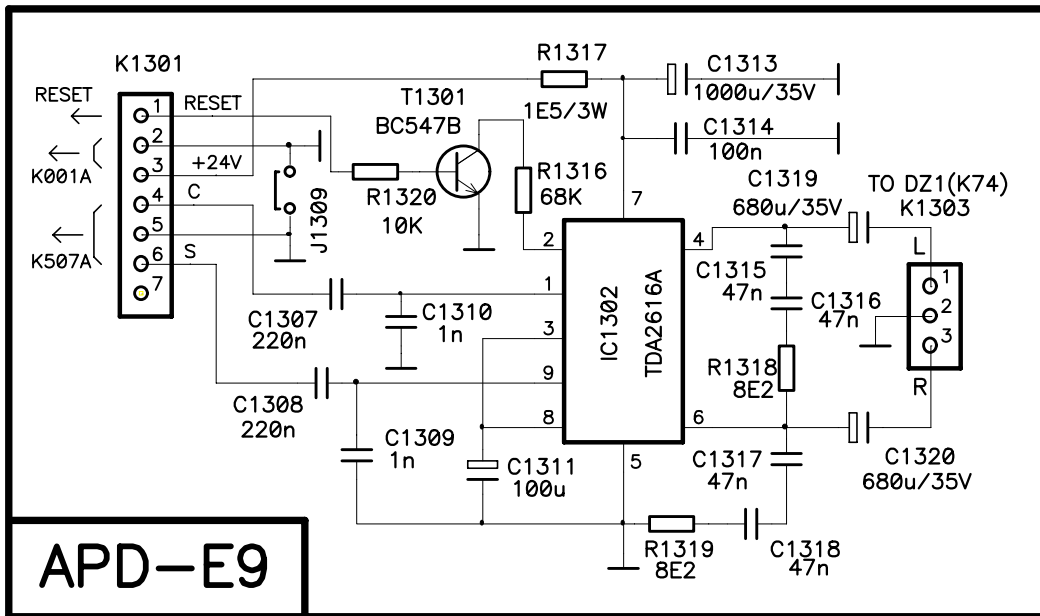 K1301
RESET
K001A
K507A
1
2
3
4
5
6
7
RESET
+24V
C
S
J1309
T1301
BC547B
R1320
10K
R1317
1E5/3W
R1316
68K
C1313
1000u/35V
C1314
100n
C1307
220n
C1308
220n
C1310
1n
C1309
1n
C1311
100u
2
1
3
9
8
7
4
6
5
IC1302
TDA2616A
C1319
680u/35V
TO DZ1(K74)
K1303
L
1
2
3
R
C1315
47n
C1316
47n
R1318
8E2
C1317
47n
C1320
680u/35V
R1319
8E2
C1318
47n
APD-E9